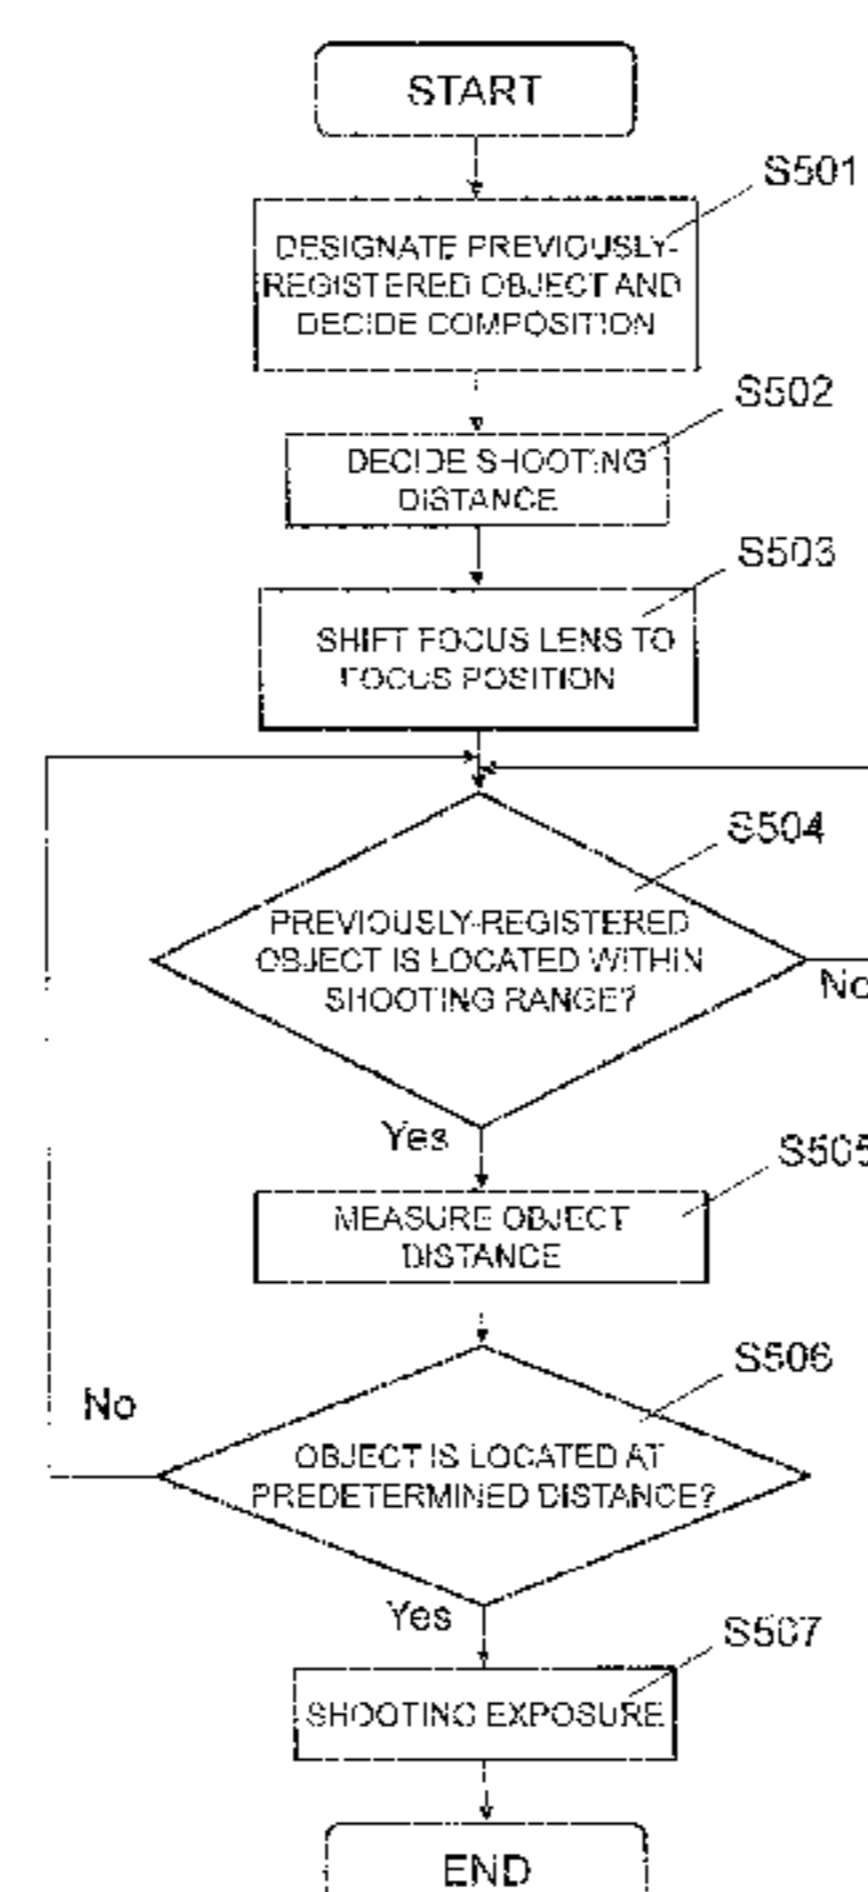 START
S501
DESIGNATE PREVIOUSLY-
REGISTERED OBJECT AND
DECIDE COMPOSITION
S502
DECIDE SHOOTING
DISTANCE
S503
SHIFT FOCUS LENS TO
FOCUS POSITION
S504
PREVIOUSLY-REGISTERED
OBJECT IS LOCATED WITHIN
SHOOTING RANGE?
No
Yes
S505
MEASURE OBJECT
DISTANCE
S506
No
OBJECT IS LOCATED AT
PREDETERMINED DISTANCE?
Yes
S507
SHOOTING EXPOSURE
END